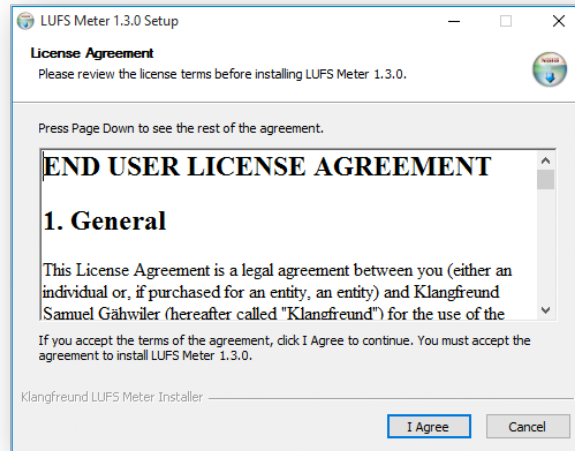 LUFS Meter 1.3.0 Setup
License Agreement
Please review the license terms before installing LUFS Meter 1.3.0.
Press Page Down to see the rest of the agreement.
END USER LICENSE AGREEMENT
1. General
This License Agreement is a legal agreement between you (either an
individual or, if purchased for an entity, an entity) and Klangfreund
Samuel Gähwiler (hereafter called "Klangfreund") for the use of the
If you accept the terms of the agreement, click I Agree to continue. You must accept the
agreement to install LUFS Meter 1.3.0.
Klangfreund LUFS Meter Installer
I Agree
Cancel